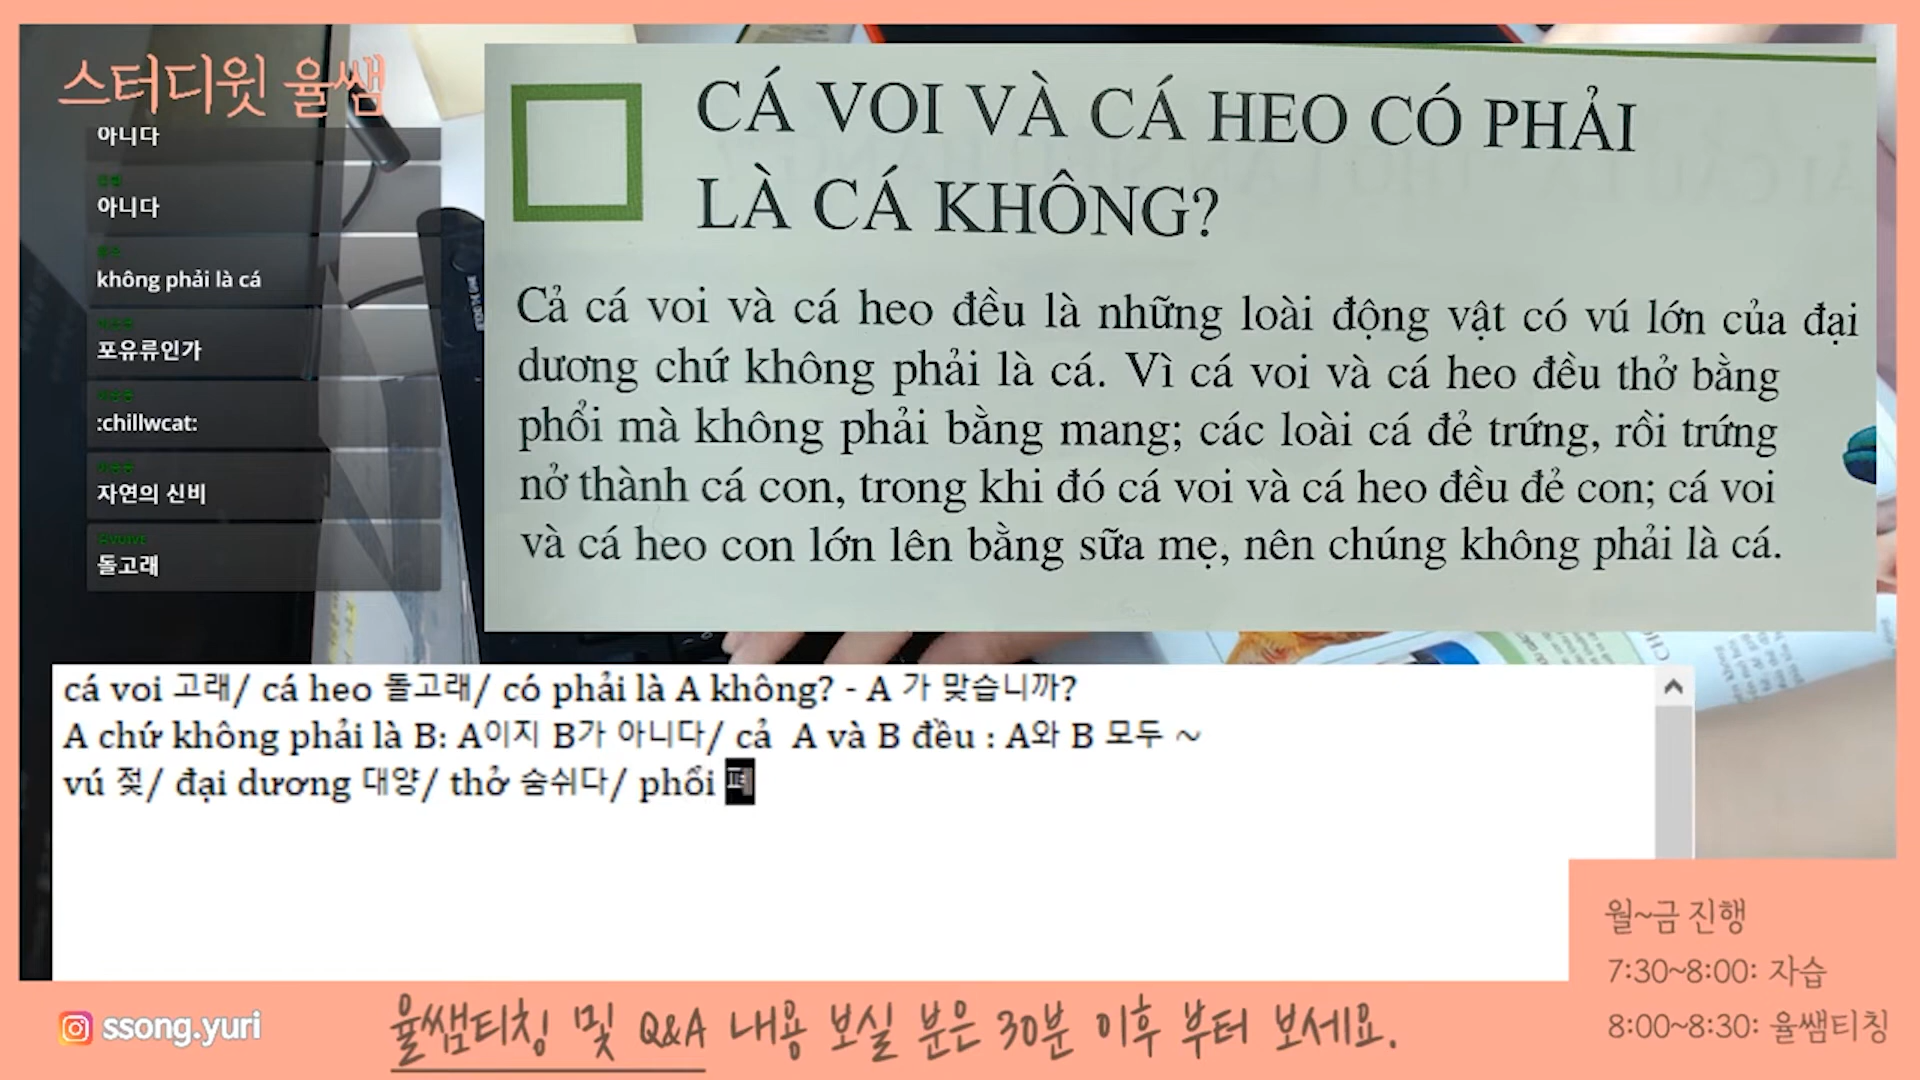 스터디윗 율쌤
아니다
아니다
không phải là cá
포유류인가
:chillwcat:
자연의 신비
돌고래
CÁ VOI VÀ CÁ HEO CÓ PHẢI
LÀ CÁ KHÔNG?
Cả cá voi và cá heo đều là những loài động vật có vú lớn của đại
dương chứ không phải là cá. Vì cá voi và cá heo đều thở bằng
phổi mà không phải bằng mang; các loài cá đẻ trứng, rồi trứng
nở thành cá con, trong khi đó cá voi và cá heo đều đẻ con; cá voi
và cá heo con lớn lên bằng sữa mẹ, nên chúng không phải là cá.
cá voi 고래/ cá heo 돌고래/ có phải là A không? - A 가 맞습니까?
A chứ không phải là B: A이지 B가 아니다/ cả A và B đều : A와 B 모두 ~
vú 젖/ đại dương 대양/ thở 숨쉬다/ phổi 폐
월~금 진행
7:30~8:00: 자습
8:00~8:30: 율쌤티칭
ssong.yuri
율쌤티칭 및 Q&A 내용 보실 분은 30분 이후 부터 보세요.